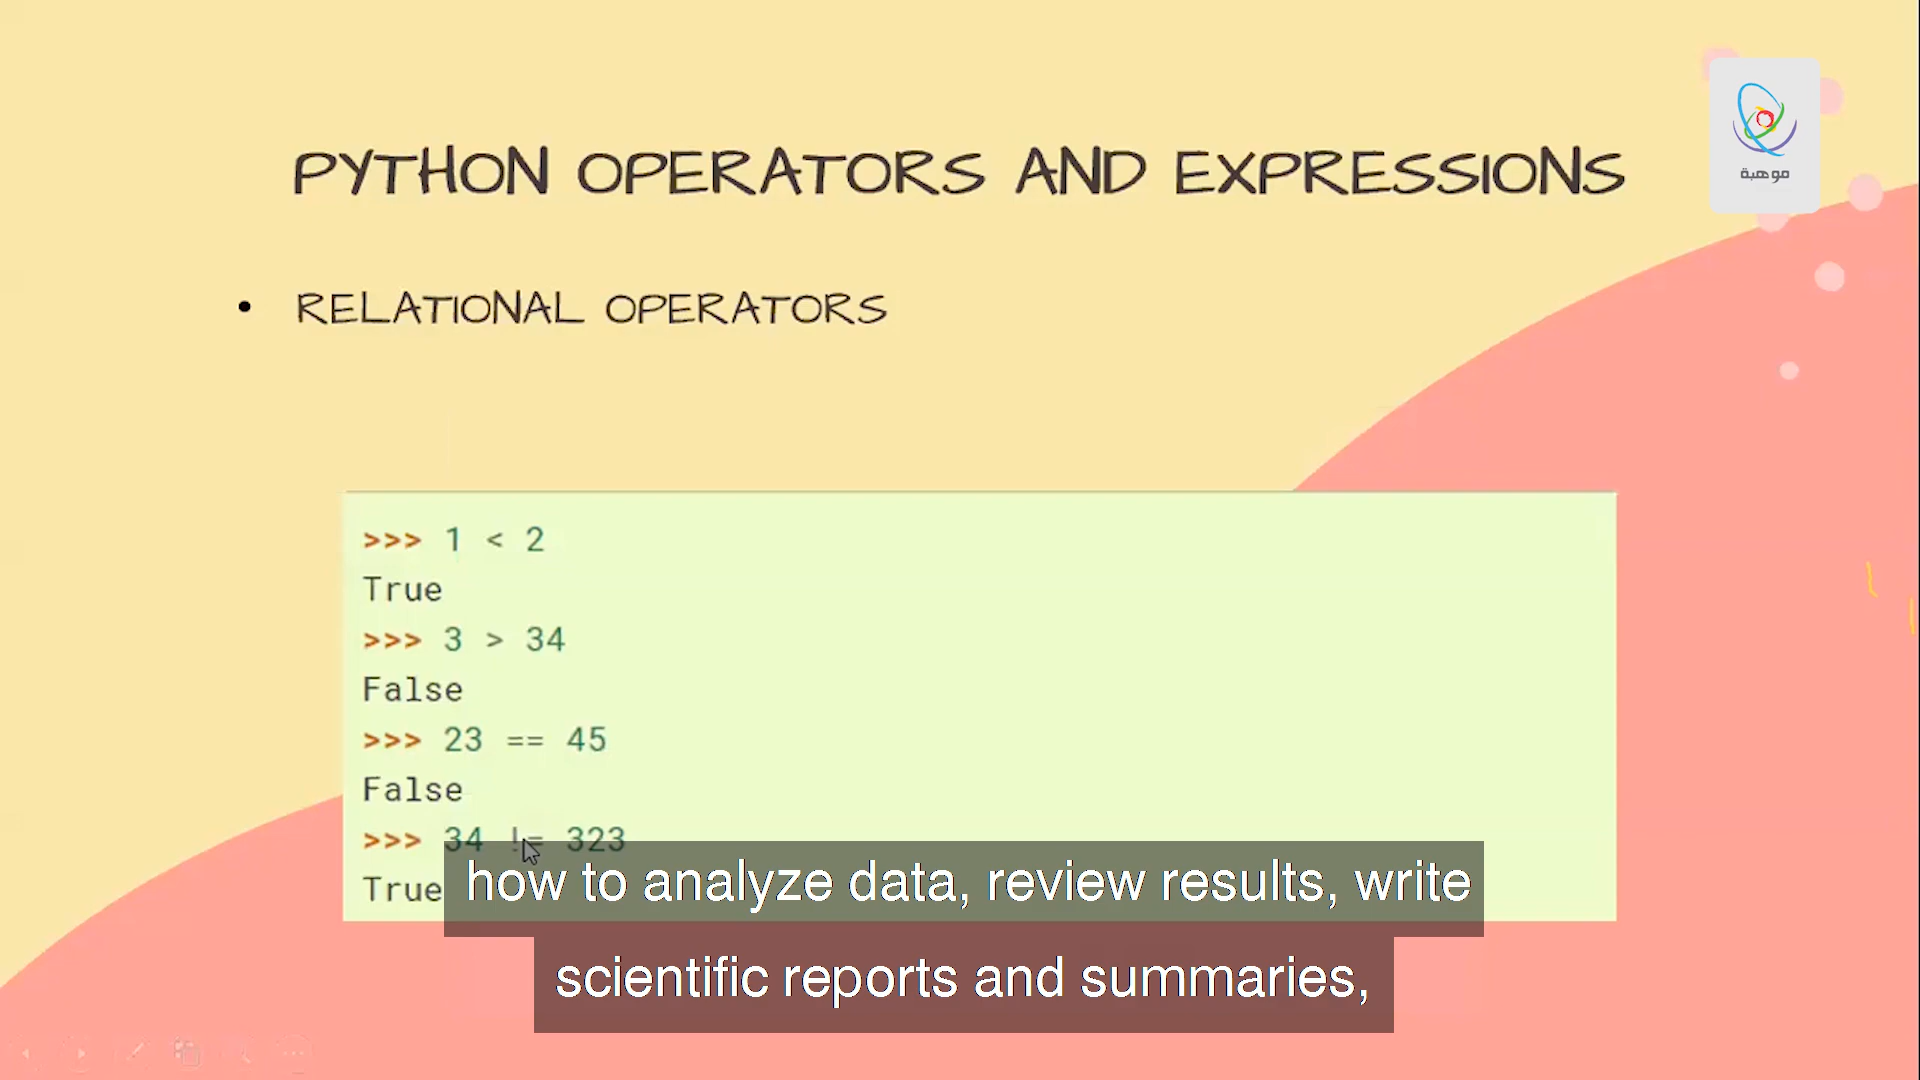 PYTHON OPERATORS AND EXPRESSIONS
موهبة
• RELATIONAL OPERATORS
>>> 1 < 2
True
>>> 3 > 34
False
>>> 23 == 45
False
>>> 34 != 323
True
how to analyze data, review results, write
scientific reports and summaries,